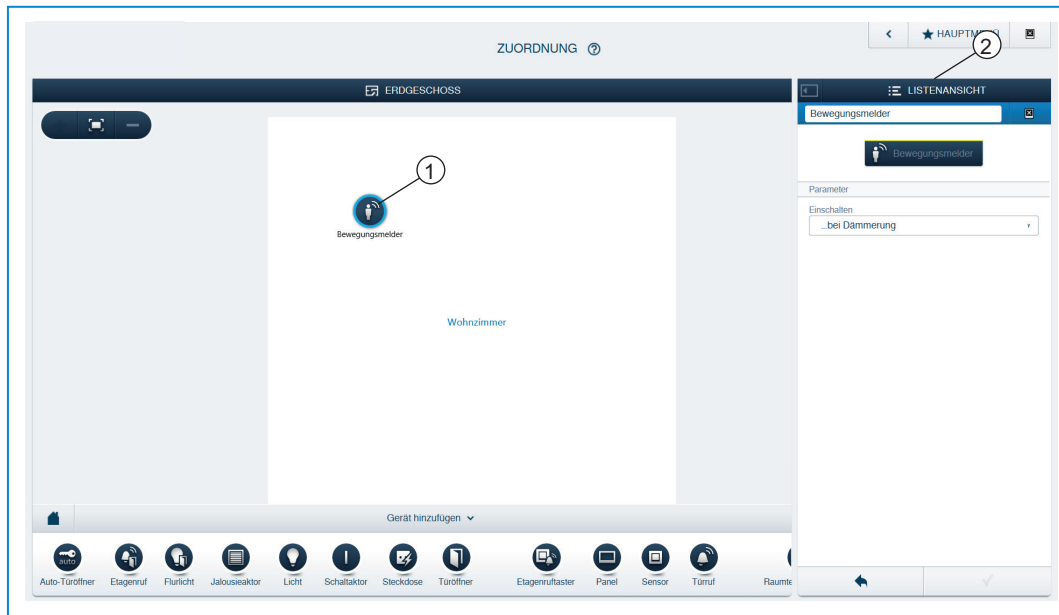 ZUORDNUNG ?
HAUPTM
2
ERDGESCHOSS
LISTENANSICHT
Bewegungsmelder
Bewegungsmelder
1
Parameter
Einschalten
...bei Dämmerung
Bewegungsmelder
Wohnzimmer
Gerät hinzufügen
auto
Auto-Türöffner Etagenruf Flurlicht Jalousieaktor Licht Schaltaktor Steckdose Türöffner Etagenruftaster Panel Sensor Türruf Raumte